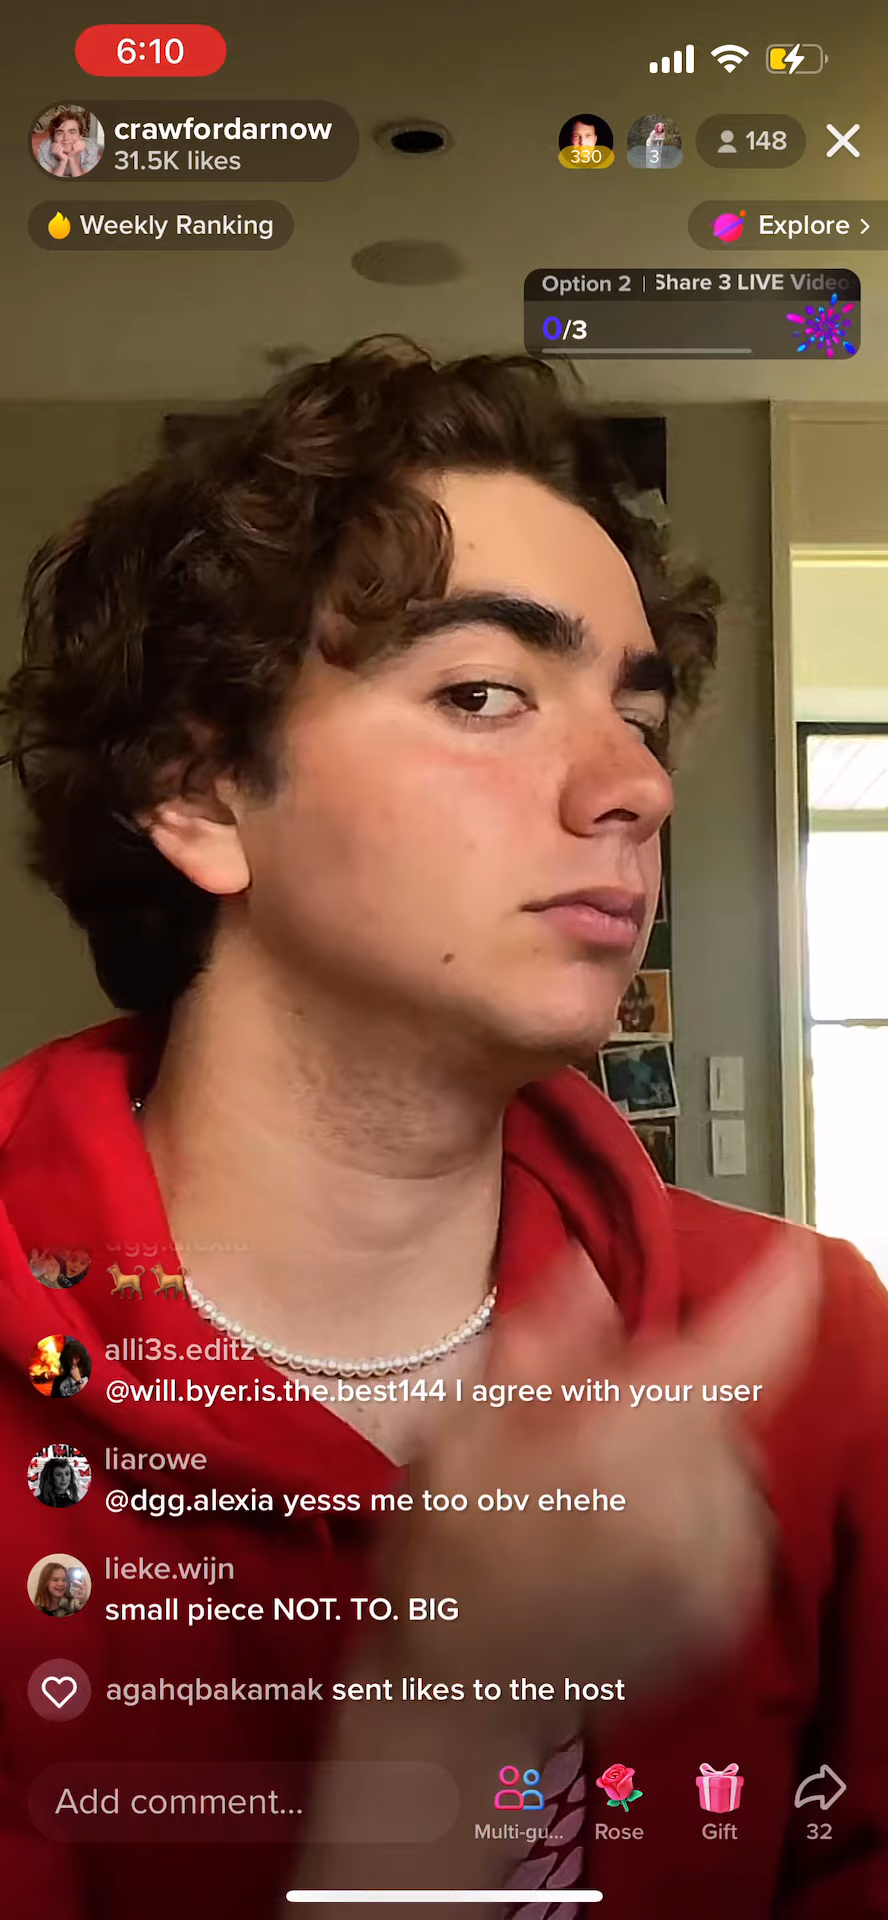 6:10
crawfordarnow
31.5K likes
330
3
148
Weekly Ranking
Explore >
Option 2 | Share 3 LIVE Video
0/3
dgg.alexia
alli3s.editz
@will.byer.is.the.best144 I agree with your user
liarowe
@dgg.alexia yesss me too obv ehehe
lieke.wijn
small piece NOT. TO. BIG
agahqbakamak sent likes to the host
Add comment...
Multi-gu...
Rose
Gift
32